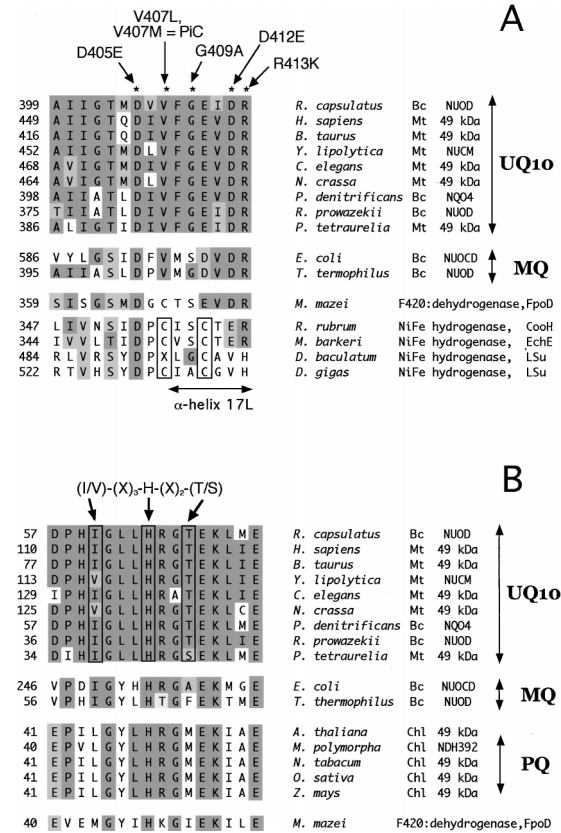 A
V407L,
V407M = PiC
D405E
G409A
D412E
R413K
* * * * *
399 A I I G T M D V V F G E I D R R. capsulatus Bc NUOD
449 A I I G T Q D I V F G E V D R H. sapiens Mt 49 kDa
416 A I I G T Q D I V F G E V D R B. taurus Mt 49 kDa
452 A I I G T M D L V F G E V D R Y. lipolytica Mt NUCM
468 A V I G T M D I V F G E V D R C. elegans Mt 49 kDa
464 A V I G T M D L V F G E V D R N. crassa Mt 49 kDa
398 A I I A T L D I V F G E V D R P. denitrificans Bc NQO4
375 T I I A T L D I V F G E I D R R. prowazekii Bc NUOD
386 A L I G T I D I V F G E V D R P. tetraurelia Mt 49 kDa
UQ10
586 V Y L G S I D F V M S D V D R E. coli Bc NUOCD
395 A I I A S L D P V M G D V D R T. termophilus Bc NUOD
MQ
359 S I S G S M D G C T S E V D R M. mazei F420:dehydrogenase,FpoD
347 L I V N S I D P C I S C T E R R. rubrum NiFe hydrogenase, CooH
344 I V L T V S D P C I S C T E R M. barkeri NiFe hydrogenase, EchE
484 R L V R S Y D P X L G C A V H D. baculatum NiFe hydrogenase, LSu
522 R T V H S Y D P C I A C G V H D. gigas NiFe hydrogenase, LSu
α-helix 17L
B
(I/V)-(X)3-H-(X)2-(T/S)
57 D P H I G L L H R G T E K L M E R. capsulatus Bc NUOD
110 D P H I G L L H R G T E K L I E H. sapiens Mt 49 kDa
77 D P H I G L L H R G T E K L I E B. taurus Mt 49 kDa
113 D P H V G L L H R G T E K L I E Y. lipolytica Mt NUCM
129 I P H I G L L H R A T E K L I E C. elegans Mt 49 kDa
125 D P H V G L L H R G T E K L C E N. crassa Mt 49 kDa
57 D P H I G L L H R G T E K L M E P. denitrificans Bc NQO4
36 D P H I G L L H R G T E K L I E R. prowazekii Bc NUOD
34 D I H I G L L H R G S E K L M E P. tetraurelia Mt 49 kDa
UQ10
246 V P D I G Y H H R G A E K M G E E. coli Bc NUOCD
56 V P H I G Y L H T G F E K T M E T. thermophilus Bc NUOD
MQ
41 E P I L G Y L H R G M E K I A E A. thaliana Chl 49 kDa
40 E P V L G Y L H R G M E K I A E M. polymorpha Chl NDH392
41 E P I L G Y L H R G M E K I A E N. tabacum Chl 49 kDa
41 E P I L G Y L H R G M E K I A E O. sativa Chl 49 kDa
41 E P I L G Y L H R G M E K I A E Z. mays Chl 49 kDa
PQ
40 E V E M G Y I H K G I E K I L E M. mazei F420:dehydrogenase,FpoD